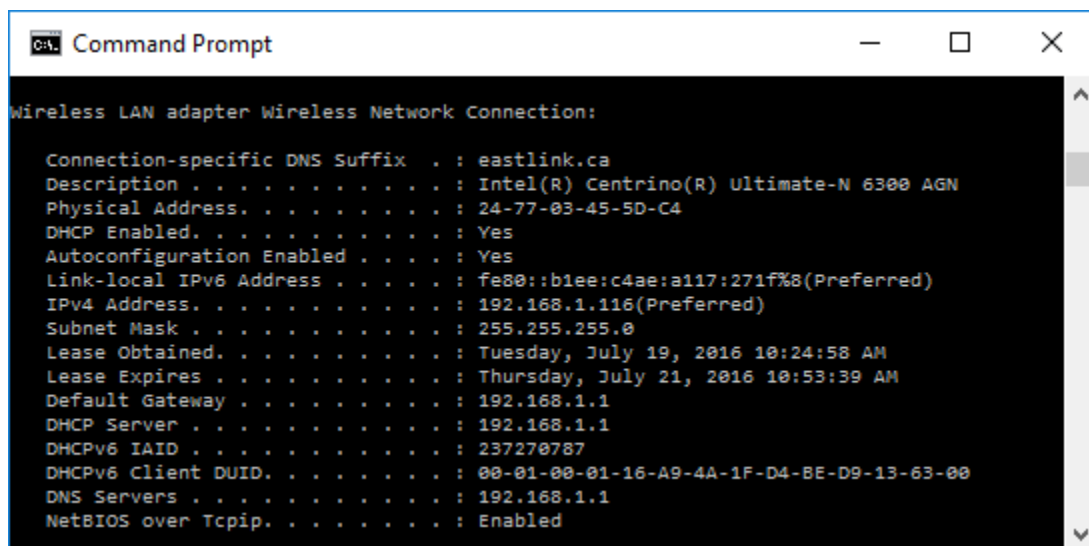 Command Prompt
Wireless LAN adapter Wireless Network Connection:
Connection-specific DNS Suffix . : eastlink.ca
Description . . . . . . . . . . . : Intel(R) Centrino(R) Ultimate-N 6300 AGN
Physical Address. . . . . . . . . : 24-77-03-45-5D-C4
DHCP Enabled. . . . . . . . . . . : Yes
Autoconfiguration Enabled . . . . : Yes
Link-local IPv6 Address . . . . . : fe80::b1ee:c4ae:a117:271f%8(Preferred)
IPv4 Address. . . . . . . . . . . : 192.168.1.116(Preferred)
Subnet Mask . . . . . . . . . . . : 255.255.255.0
Lease Obtained. . . . . . . . . . : Tuesday, July 19, 2016 10:24:58 AM
Lease Expires . . . . . . . . . . : Thursday, July 21, 2016 10:53:39 AM
Default Gateway . . . . . . . . . : 192.168.1.1
DHCP Server . . . . . . . . . . . : 192.168.1.1
DHCPv6 IAID . . . . . . . . . . . : 237270787
DHCPv6 Client DUID. . . . . . . . : 00-01-00-01-16-A9-4A-1F-D4-BE-D9-13-63-00
DNS Servers . . . . . . . . . . . : 192.168.1.1
NetBIOS over Tcpip. . . . . . . . : Enabled